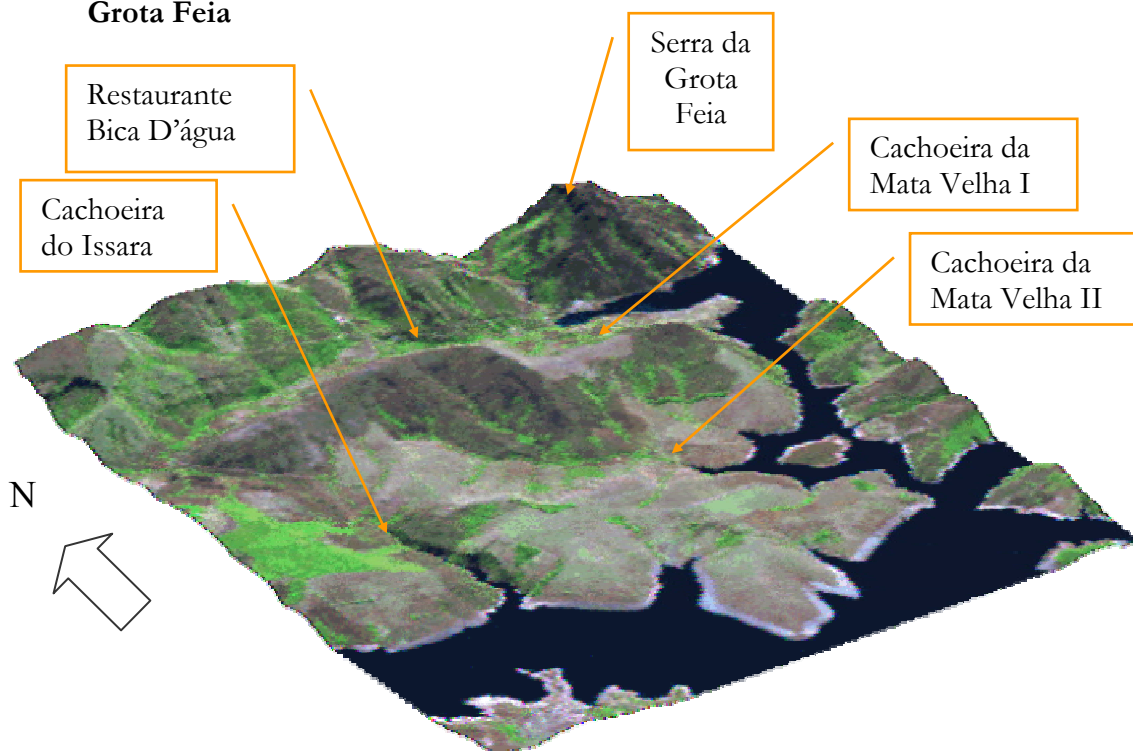 Grota Feia
Serra da
Grota
Feia
Restaurante
Bica D’água
Cachoeira da
Mata Velha I
Cachoeira
do Issara
Cachoeira da
Mata Velha II
N